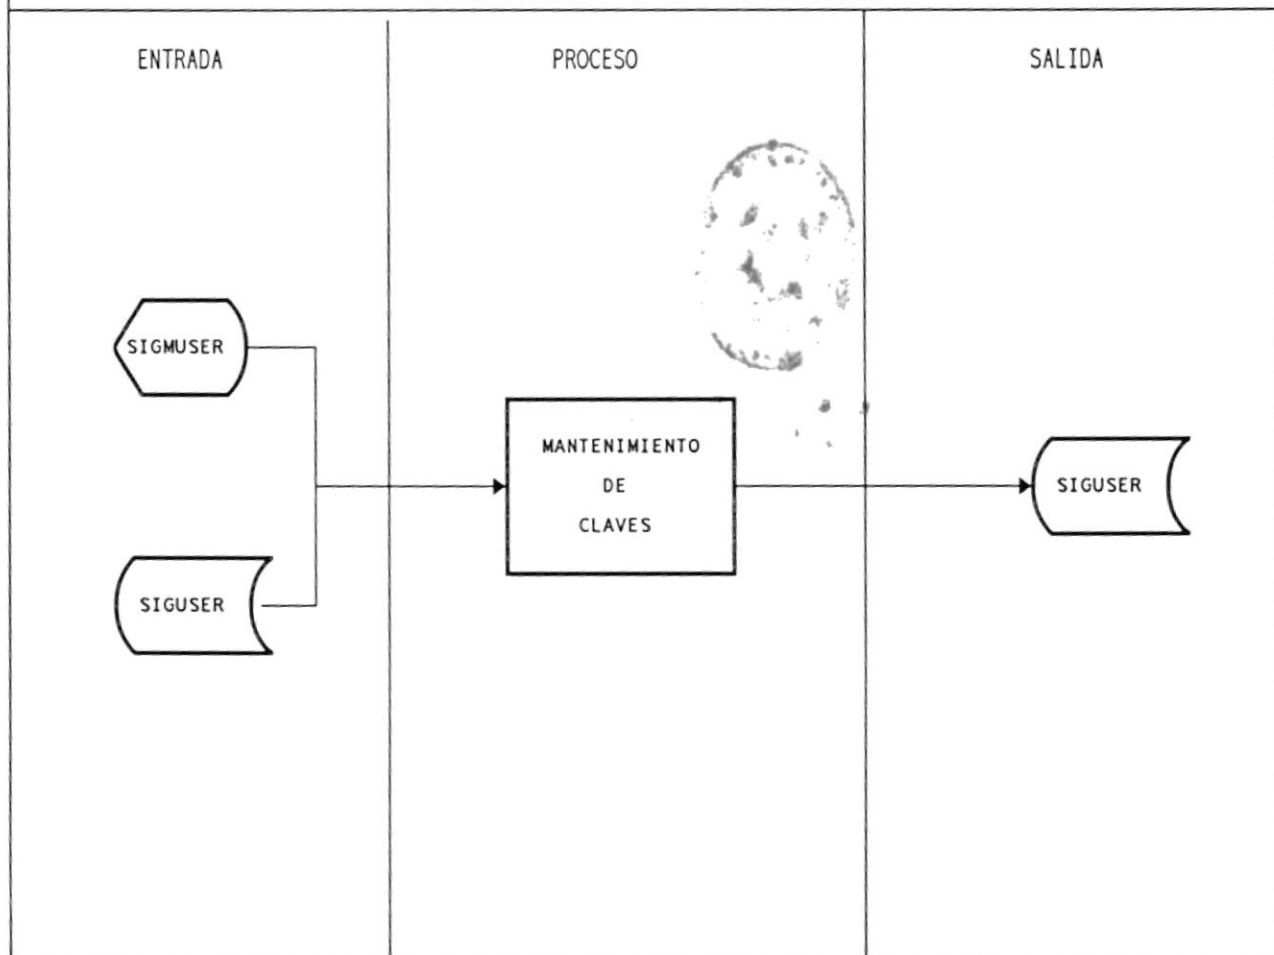 ENTRADA
PROCESO
SALIDA
SIGMUSER
MANTENIMIENTO
DE
CLAVES
SIGUSER
SIGUSER